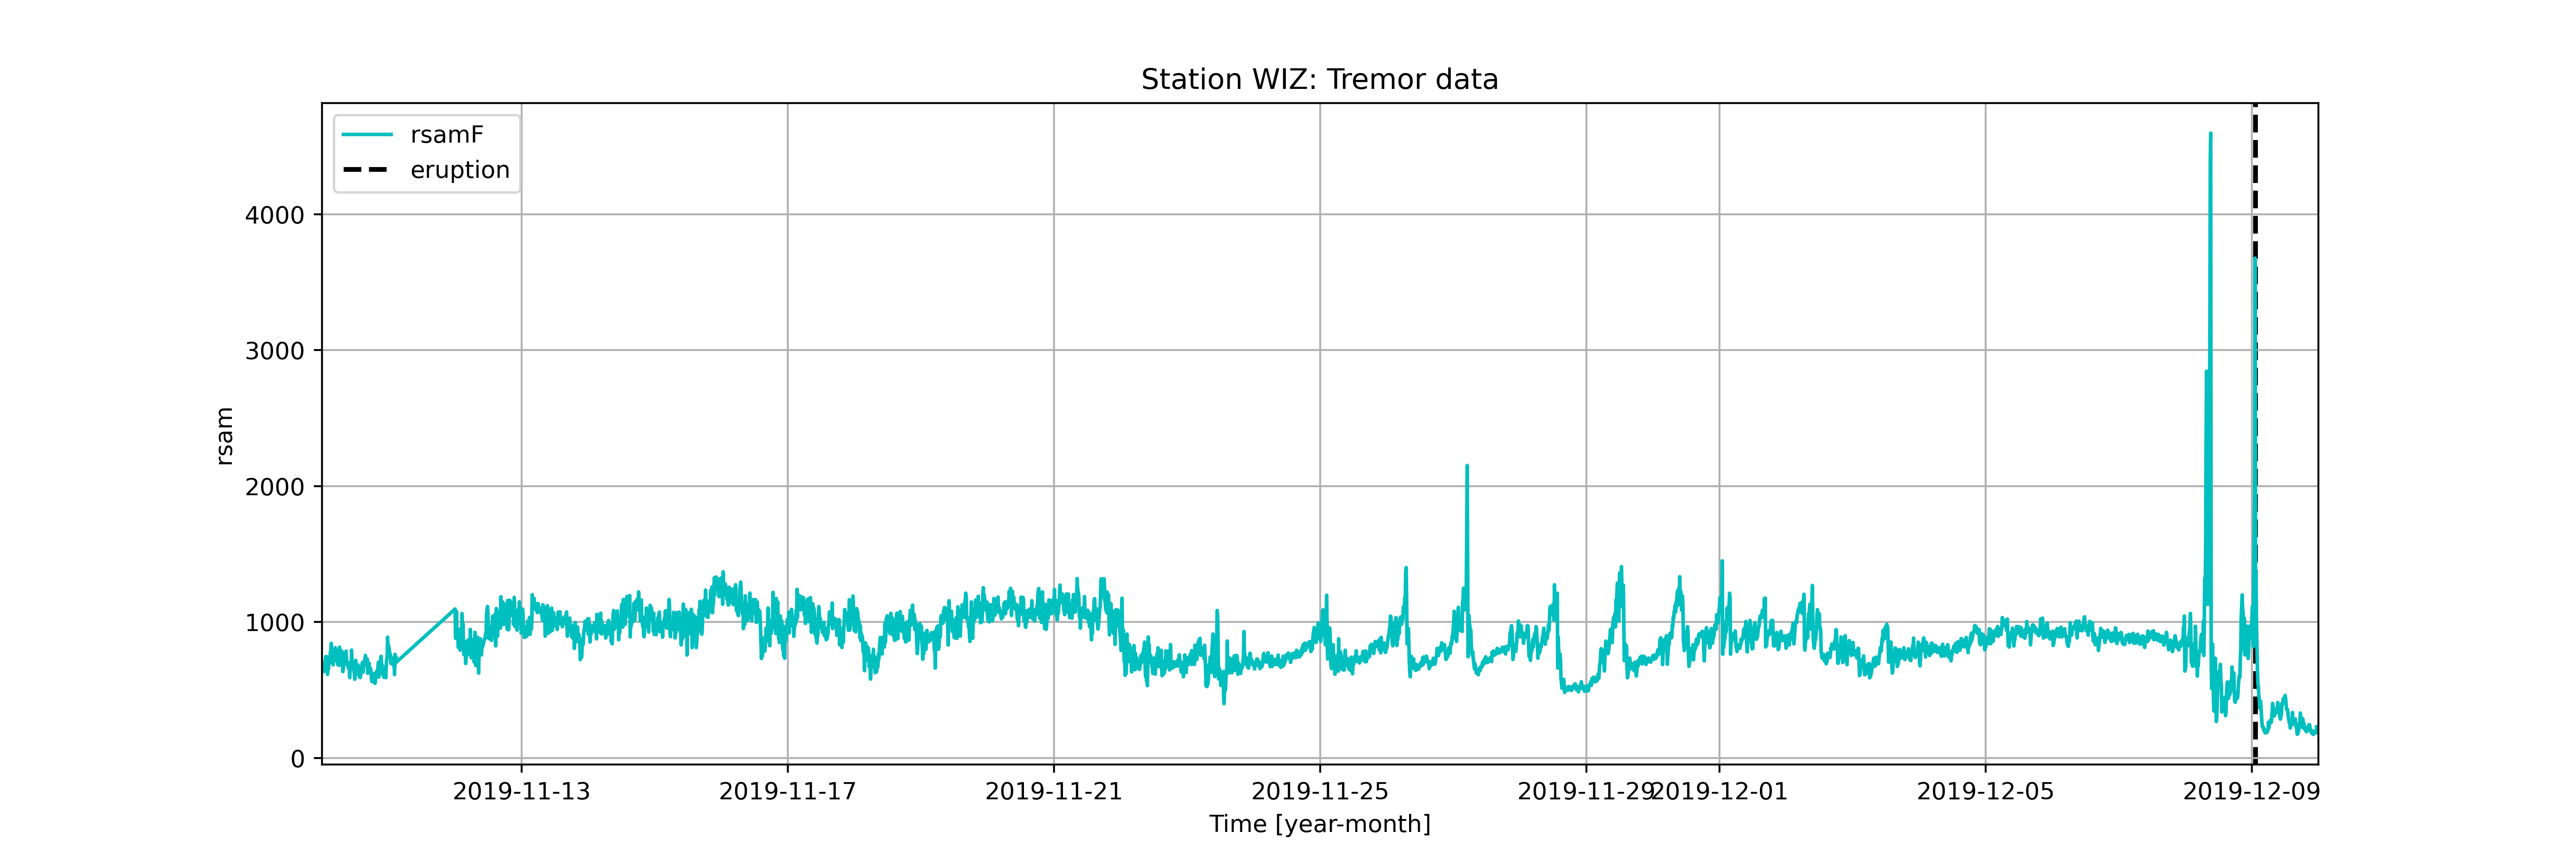 Station WIZ: Tremor data
rsamF
eruption
4000
3000
2000
1000
0
rsam
2019-11-13
2019-11-17
2019-11-21
2019-11-25
2019-11-29
2019-12-01
2019-12-05
2019-12-09
Time [year-month]